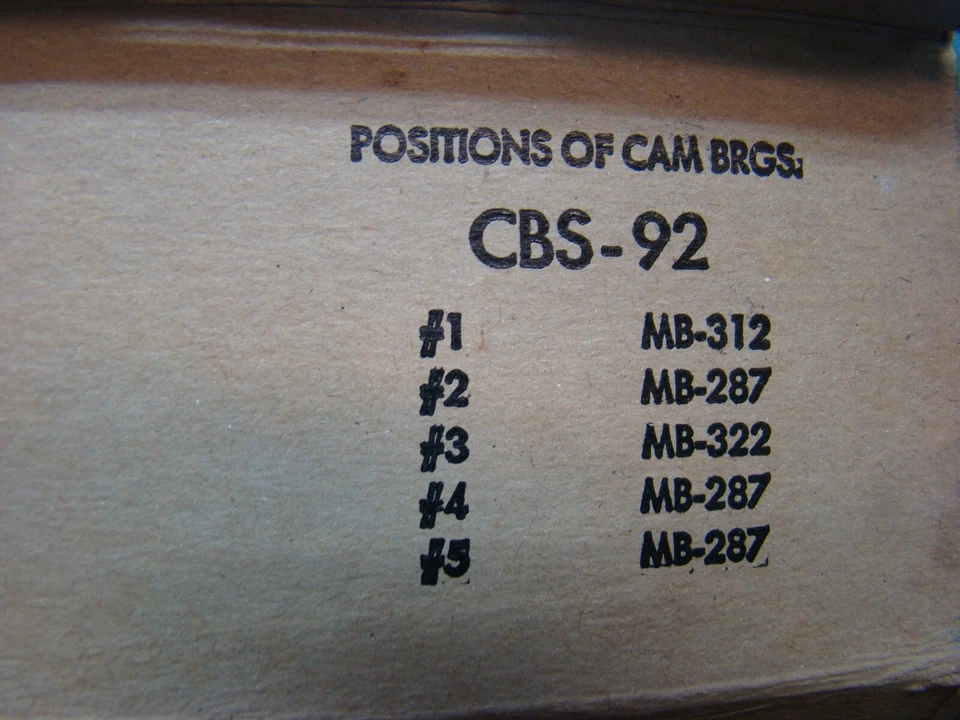 POSITIONS OF CAM BRGS.
CBS-92
#1 MB-312
#2 MB-287
#3 MB-322
#4 MB-287
#5 MB-287